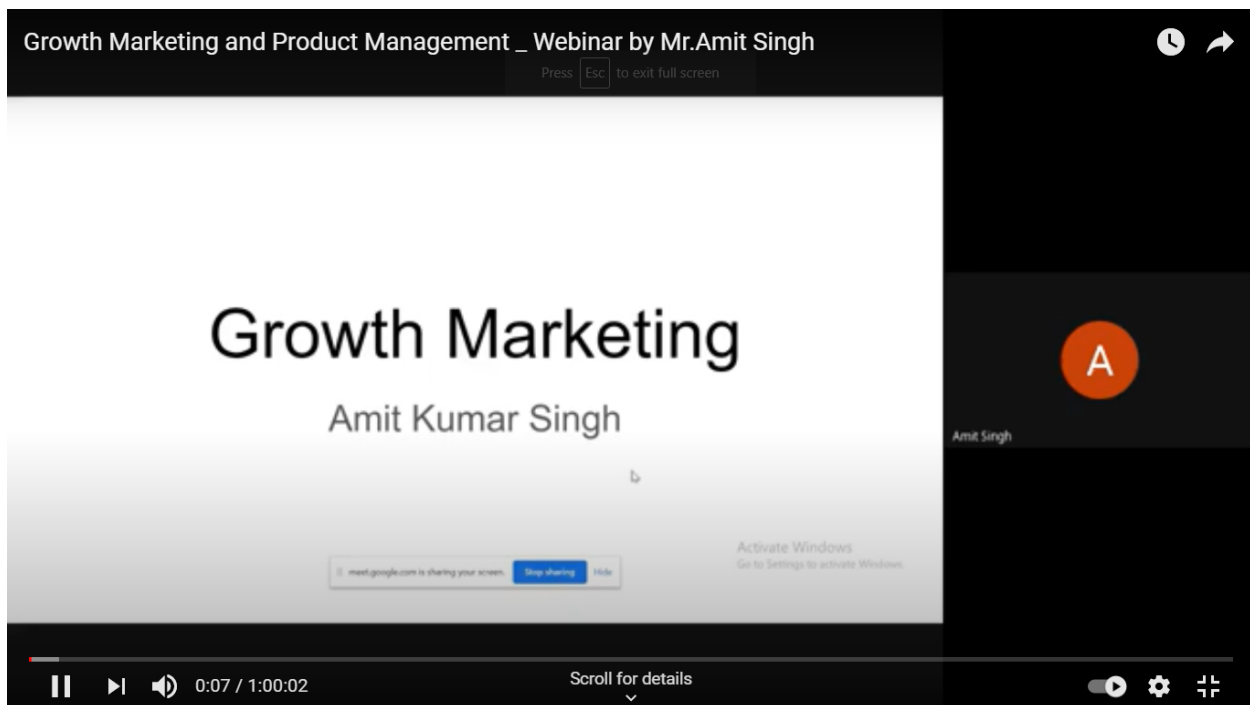 Growth Marketing and Product Management _ Webinar by Mr.Amit Singh
Press Esc to exit full screen
Growth Marketing
Amit Kumar Singh
A
Amit Singh
Activate Windows
Go to Settings to activate Windows.
meet.google.com is sharing your screen.
Stop sharing
Hide
0:07 / 1:00:02
Scroll for details